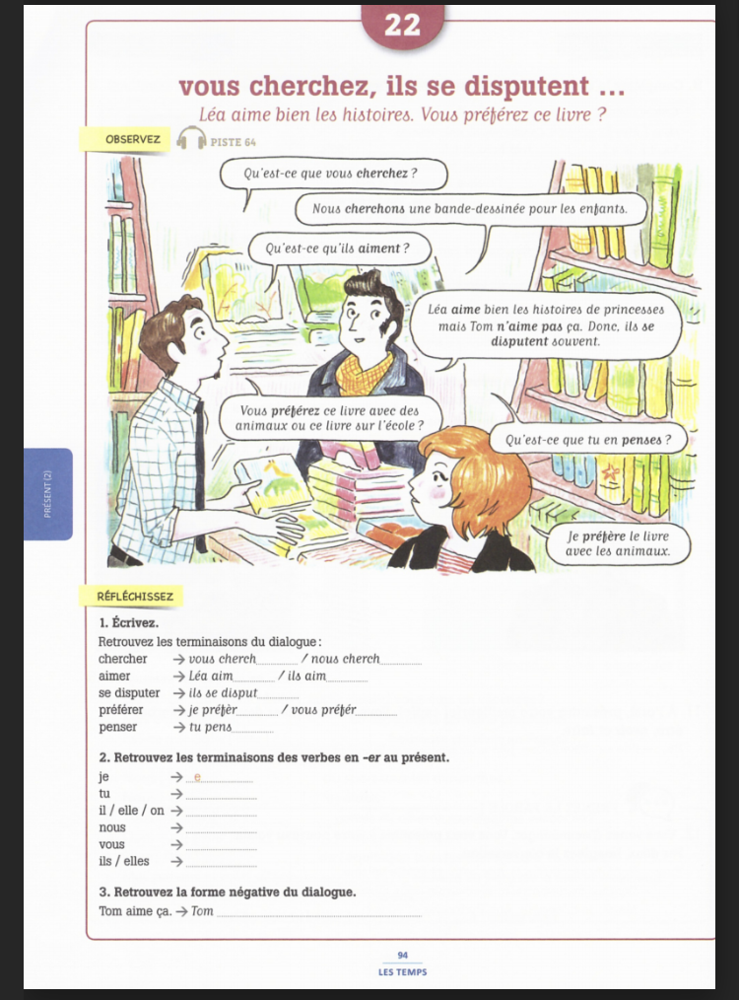 22
vous cherchez, ils se disputent ...
Léa aime bien les histoires. Vous préférez ce livre ?
OBSERVEZ
PISTE 64
Qu'est-ce que vous cherchez ?
Nous cherchons une bande-dessinée pour les enfants.
Qu'est-ce qu'ils aiment ?
Léa aime bien les histoires de princesses
mais Tom n'aime pas ça. Donc, ils se
disputent souvent.
Vous préférez ce livre avec des
animaux ou ce livre sur l'école ?
Qu'est-ce que tu en penses ?
Je préfère le livre
avec les animaux.
PRÉSENT (2)
RÉFLÉCHISSEZ
1. Écrivez.
Retrouvez les terminaisons du dialogue :
chercher → vous cherch........ / nous cherch........
aimer → Léa aim........ / ils aim........
se disputer → ils se disput........
préférer → je préfèr........ / vous préfér........
penser → tu pens........
2. Retrouvez les terminaisons des verbes en -er au présent.
je → e........
tu → ........
il / elle / on → ........
nous → ........
vous → ........
ils / elles → ........
3. Retrouvez la forme négative du dialogue.
Tom aime ça. → Tom ........
94
LES TEMPS